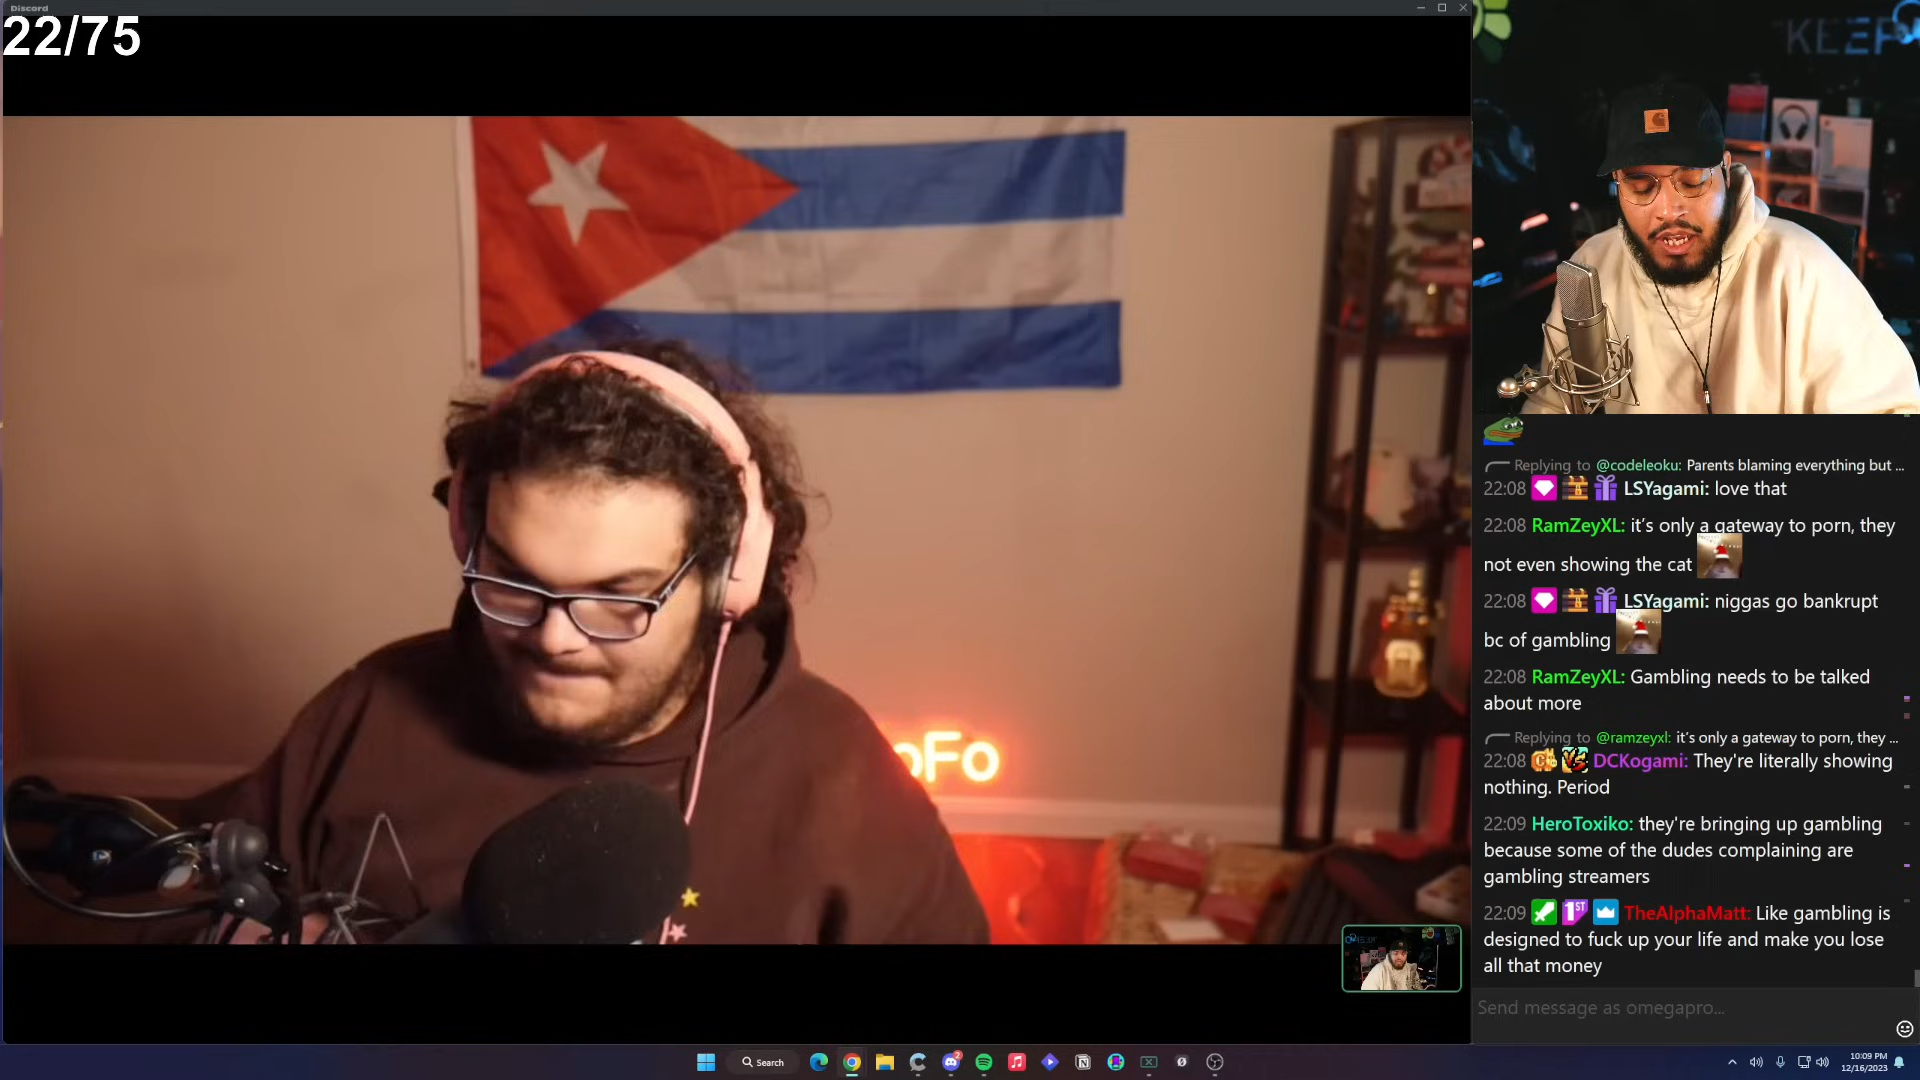 Discord
22/75
KEEP
oFo
Replying to @codeleoku: Parents blaming everything but ...
22:08 LSYagami: love that
22:08 RamZeyXL: it's only a gateway to porn, they
not even showing the cat
22:08 LSYagami: niggas go bankrupt
bc of gambling
22:08 RamZeyXL: Gambling needs to be talked
about more
Replying to @ramzeyxl: it's only a gateway to porn, they ...
22:08 DCKogami: They're literally showing
nothing. Period
22:09 HeroToxiko: they're bringing up gambling
because some of the dudes complaining are
gambling streamers
22:09 1ST TheAlphaMatt: Like gambling is
designed to fuck up your life and make you lose
all that money
Send message as omegapro...
Search
2
10:09 PM
12/16/2023